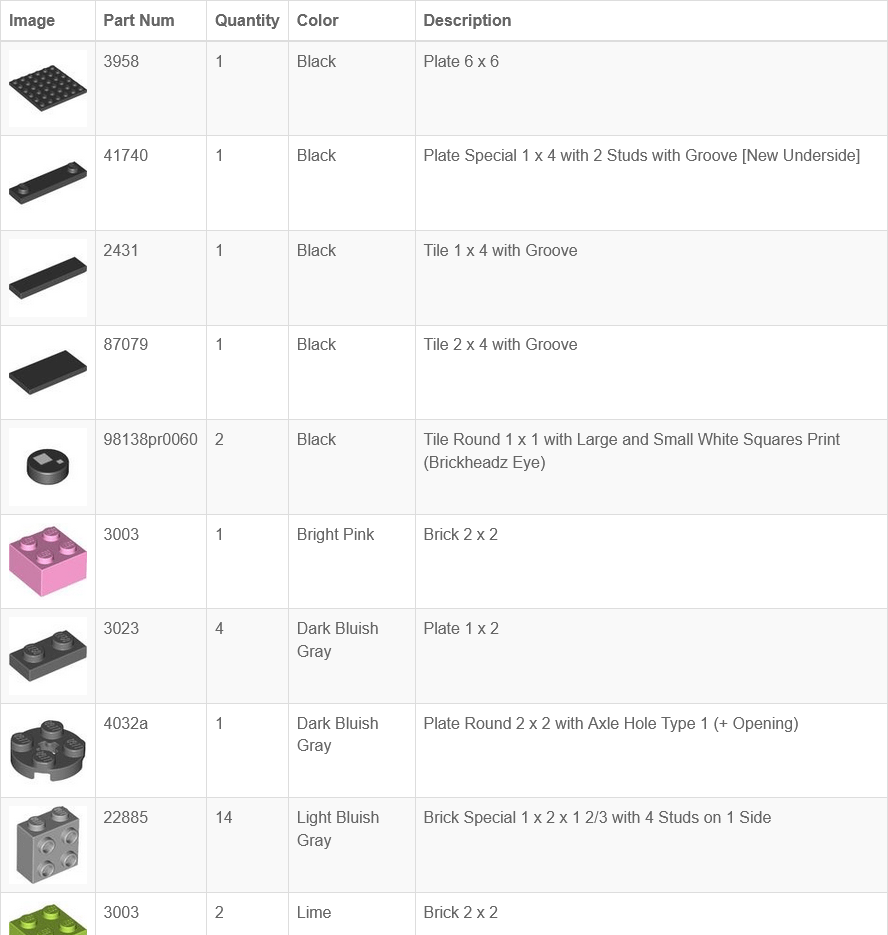 Image Part Num Quantity Color Description
3958 1 Black Plate 6 x 6
41740 1 Black Plate Special 1 x 4 with 2 Studs with Groove [New Underside]
2431 1 Black Tile 1 x 4 with Groove
87079 1 Black Tile 2 x 4 with Groove
98138pr0060 2 Black Tile Round 1 x 1 with Large and Small White Squares Print
(Brickheadz Eye)
3003 1 Bright Pink Brick 2 x 2
3023 4 Dark Bluish Plate 1 x 2
Gray
4032a 1 Dark Bluish Plate Round 2 x 2 with Axle Hole Type 1 (+ Opening)
Gray
22885 14 Light Bluish Brick Special 1 x 2 x 1 2/3 with 4 Studs on 1 Side
Gray
3003 2 Lime Brick 2 x 2